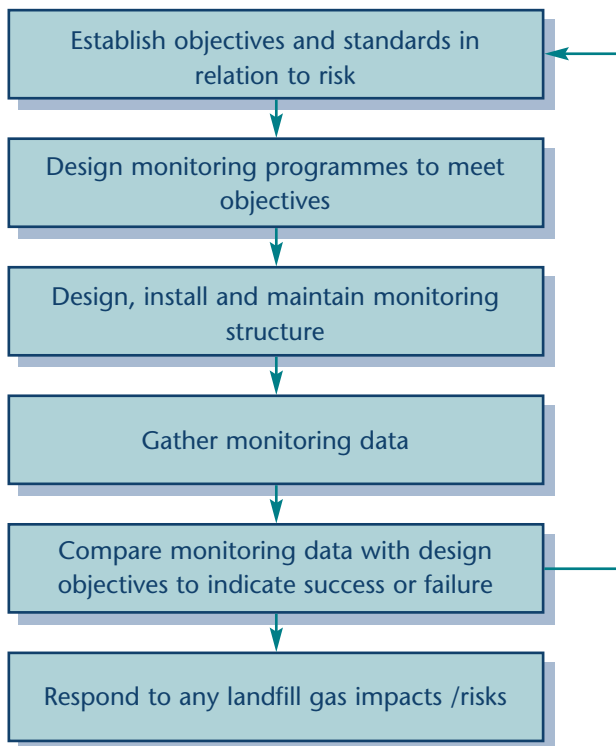 Establish objectives and standards in
relation to risk
Design monitoring programmes to meet
objectives
Design, install and maintain monitoring
structure
Gather monitoring data
Compare monitoring data with design
objectives to indicate success or failure
Respond to any landfill gas impacts /risks